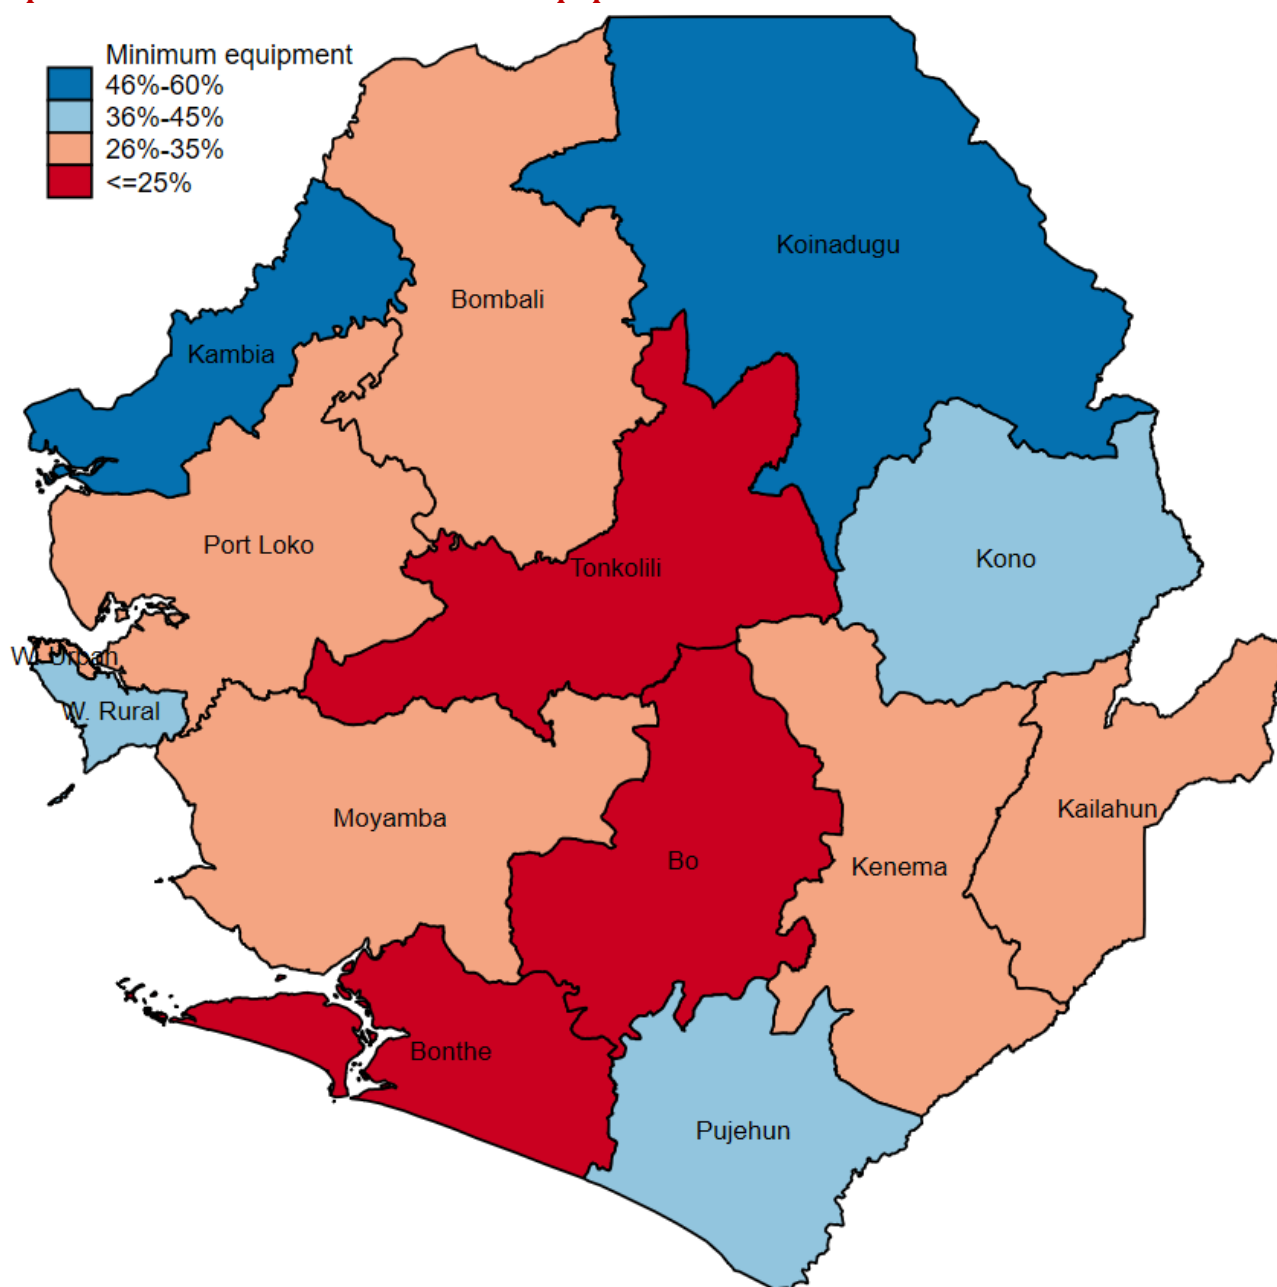 Minimum equipment
46%-60%
36%-45%
26%-35%
<=25%
Koinadugu
Bombali
Kambia
Port Loko
Tonkolili
Kono
W. Urban
W. Rural
Moyamba
Kailahun
Bo
Kenema
Bonthe
Pujehun